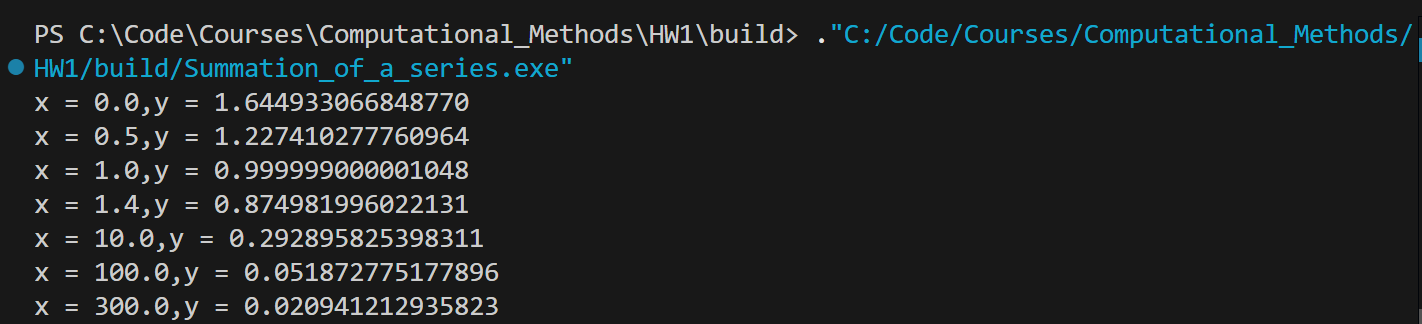 PS C:\Code\Courses\Computational_Methods\HW1\build> ."C:/Code/Courses/Computational_Methods/
HW1/build/Summation_of_a_series.exe"
x = 0.0,y = 1.644933066848770
x = 0.5,y = 1.227410277760964
x = 1.0,y = 0.999999000001048
x = 1.4,y = 0.874981996022131
x = 10.0,y = 0.292895825398311
x = 100.0,y = 0.051872775177896
x = 300.0,y = 0.020941212935823